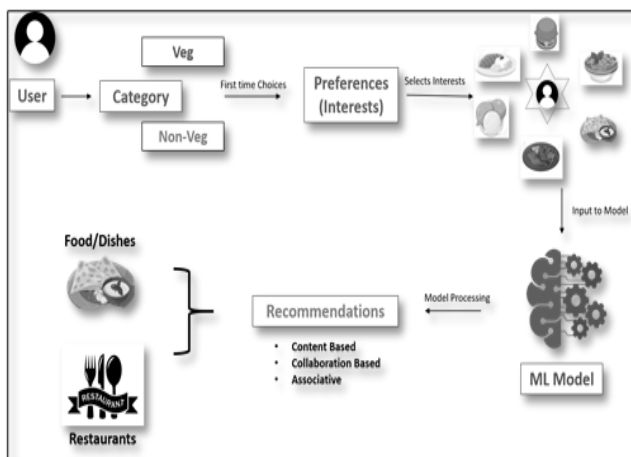 Veg
User
Category
First time Choices
Preferences
(Interests)
Selects Interests
Non-Veg
Input to Model
Food/Dishes
Recommendations
Model Processing
• Content Based
• Collaboration Based
• Associative
ML Model
RESTAURANT
Restaurants